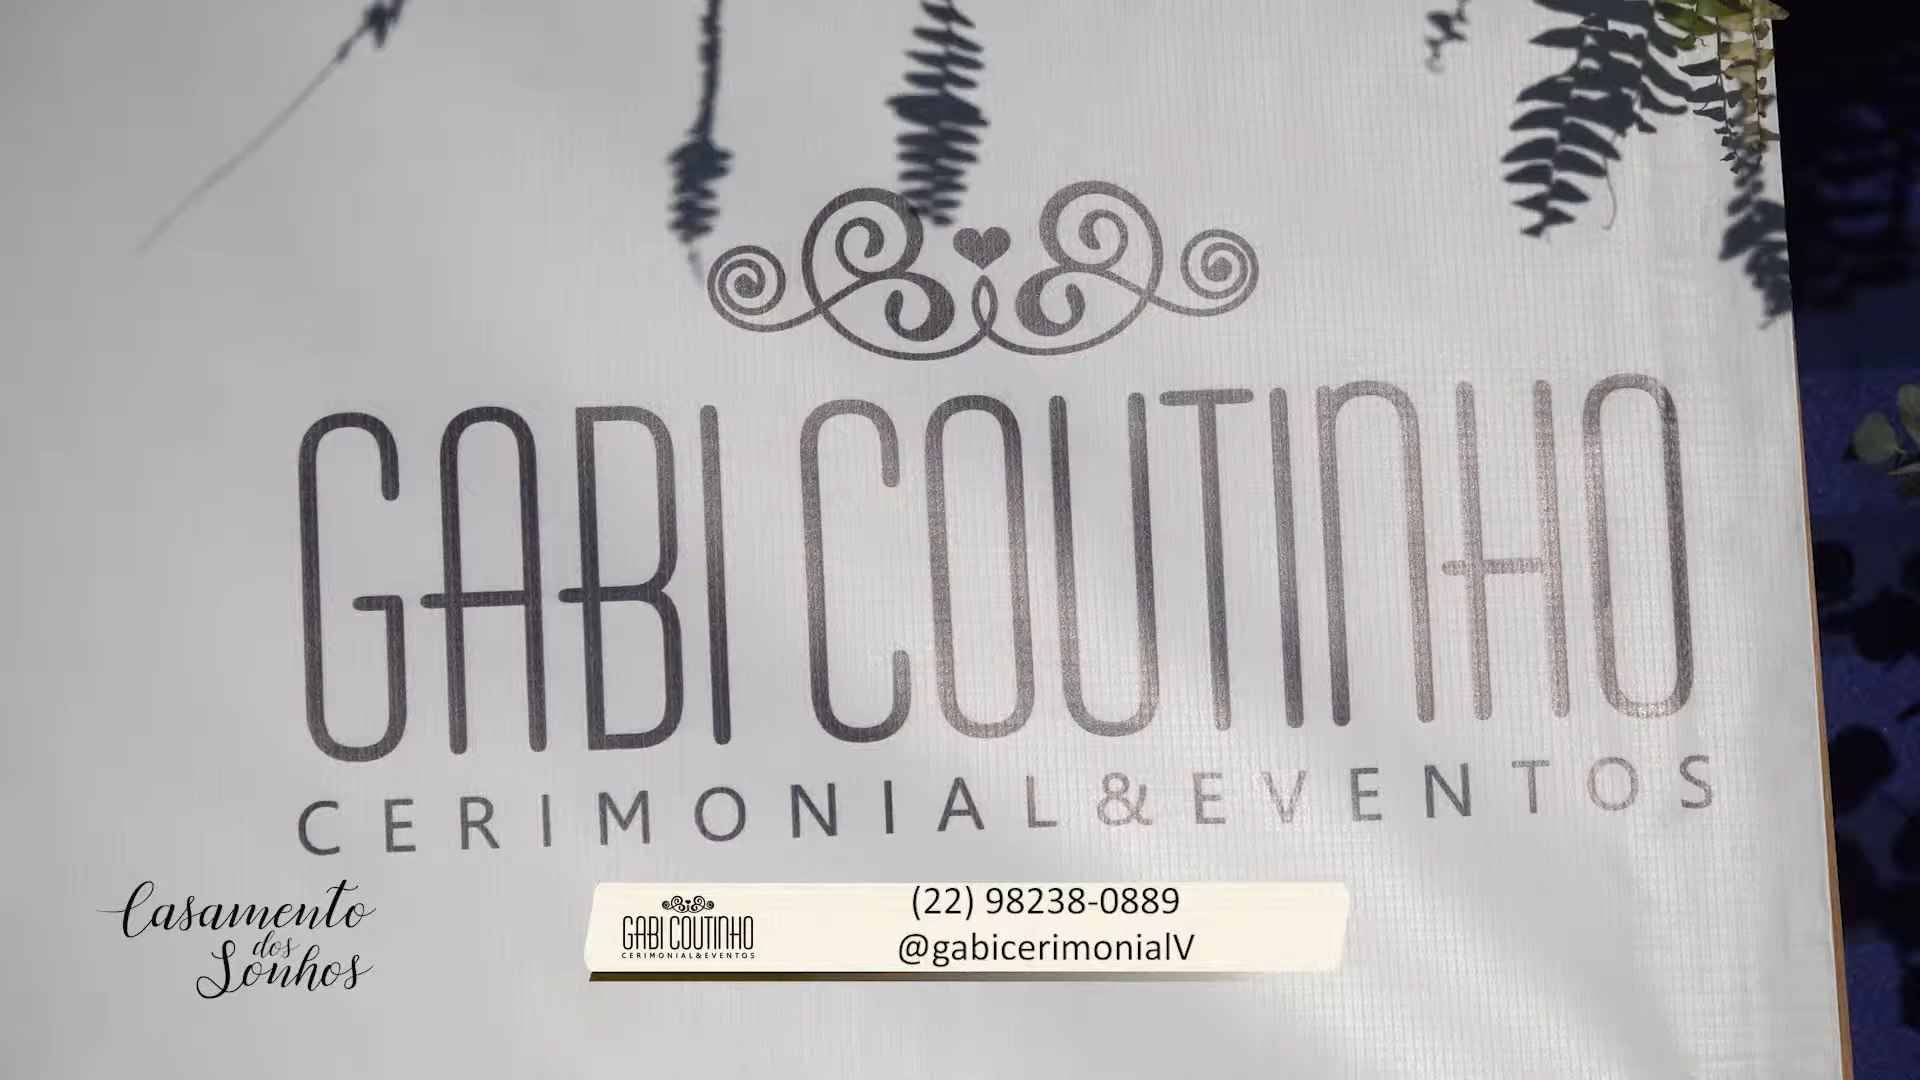 GABI COUTINHO
CERIMONIAL&EVENTOS
Casamento
dos
Sonhos
GABI COUTINHO
CERIMONIAL&EVENTOS
(22) 98238-0889
@gabicerimonialV